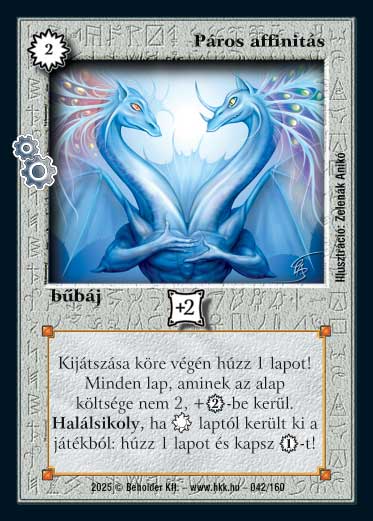 2
Páros affinitás
Illusztráció: Zelenák Anikó
bűbáj
+2
Kijátszása köre végén húzz 1 lapot!
Minden lap, aminek az alap
költsége nem 2, +2-be kerül.
Halálsikoly, ha laptól került ki a
játékból: húzz 1 lapot és kapsz 1-t!
2025 © Beholder Kft. – www.hkk.hu – 042/160